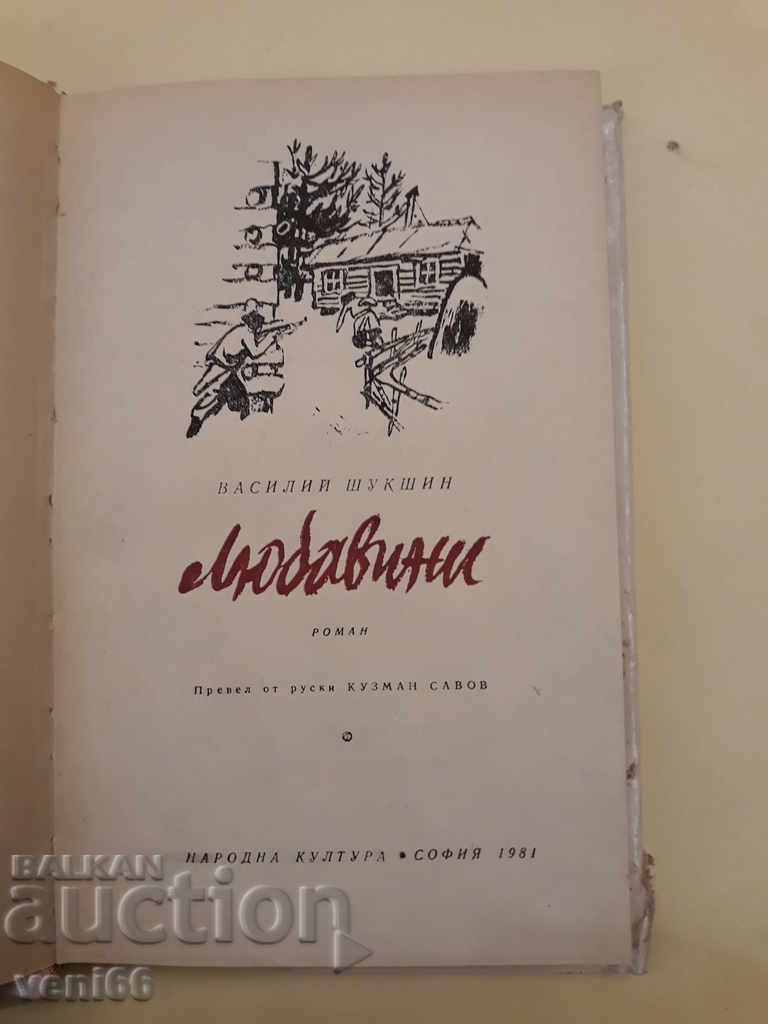 ВАСИЛИЙ ШУКШИН
Любавини
РОМАН
Превел от руски КУЗМАН САВОВ
НАРОДНА КУЛТУРА • СОФИЯ 1981
BALKAN
auction
veni66